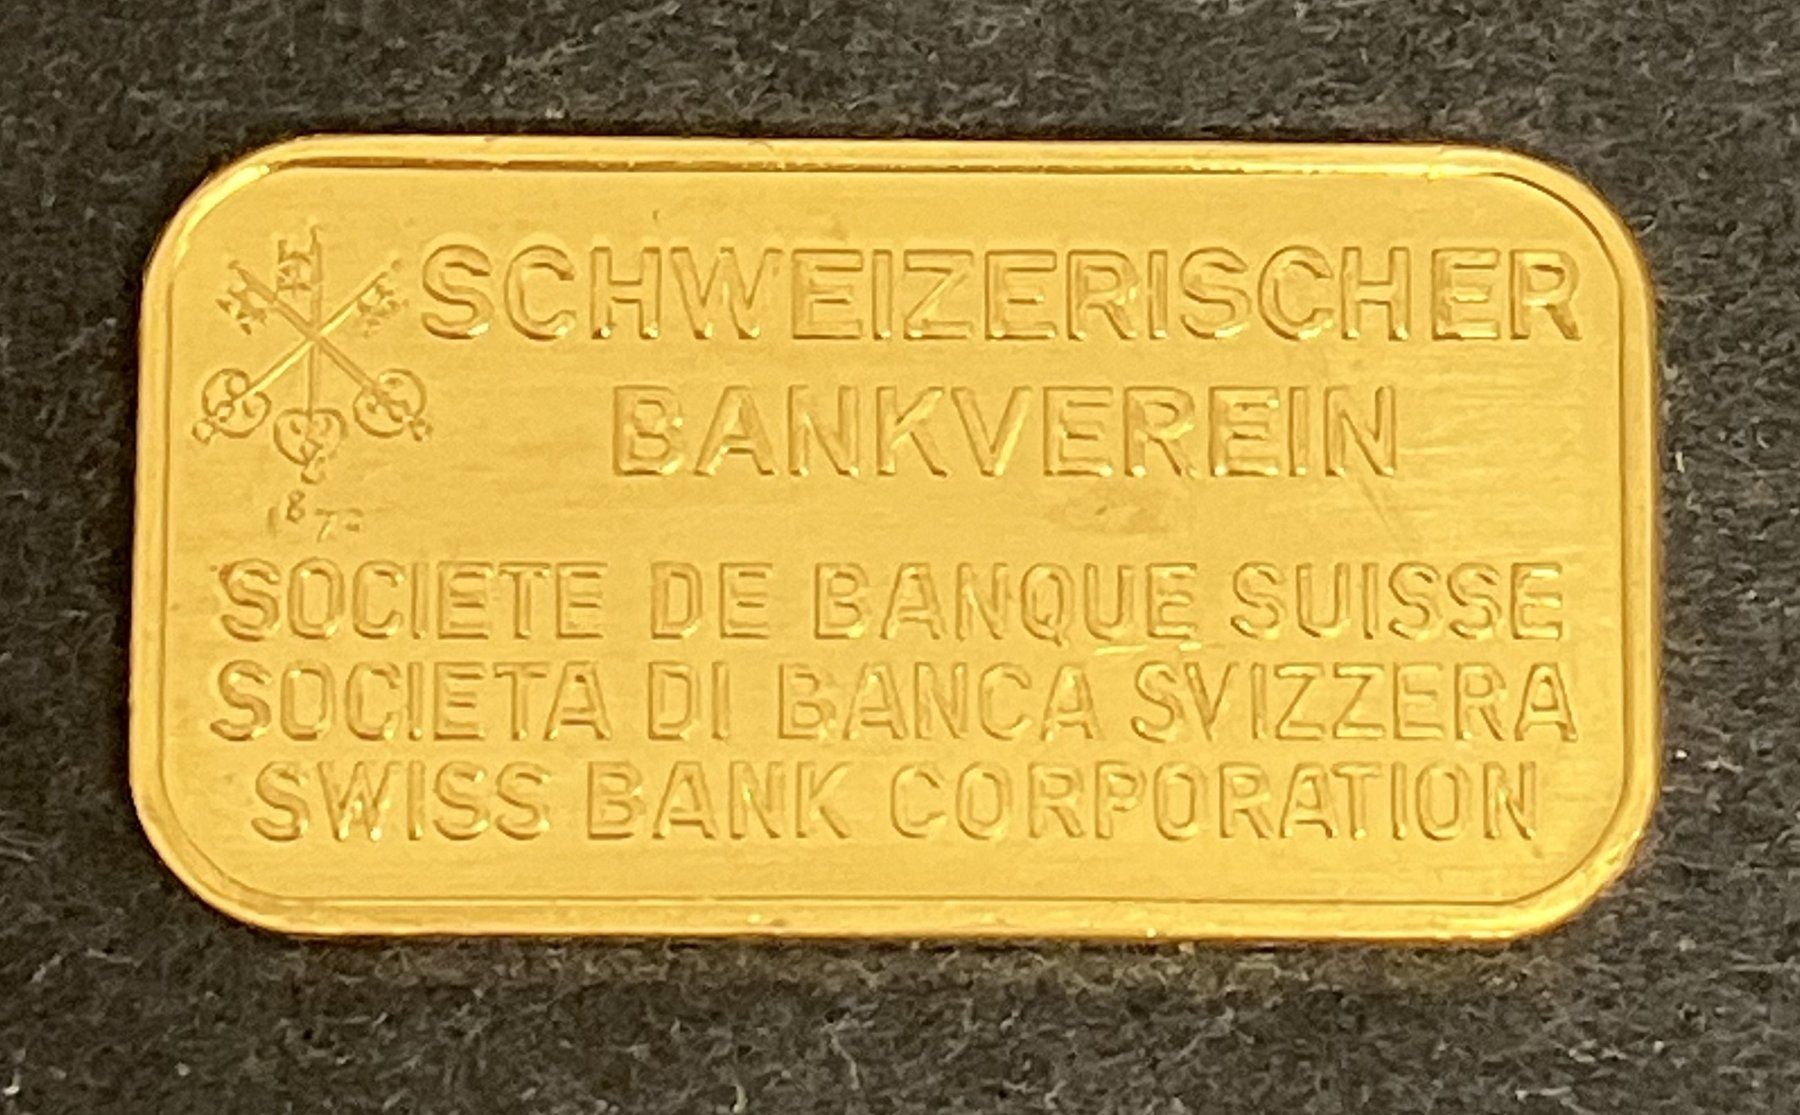 SCHWEIZERISCHER
BANKVEREIN
1872
SOCIETE DE BANQUE SUISSE
SOCIETA DI BANCA SVIZZERA
SWISS BANK CORPORATION